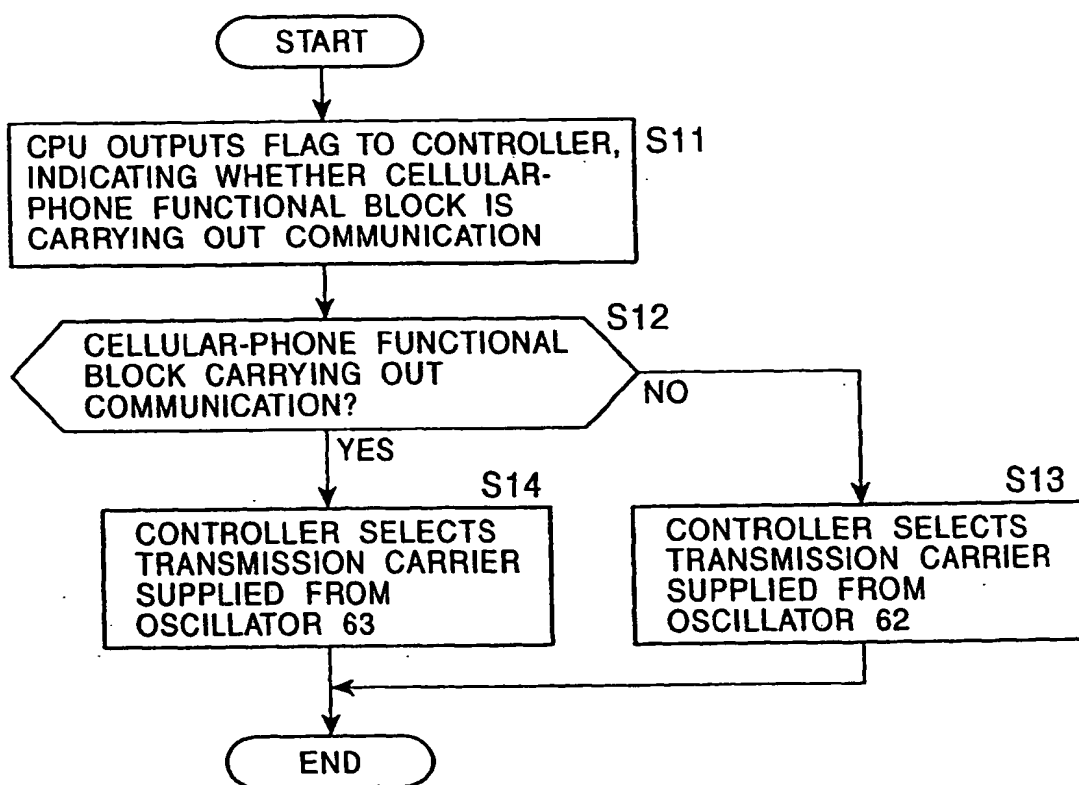 START
CPU OUTPUTS FLAG TO CONTROLLER,
INDICATING WHETHER CELLULAR-
PHONE FUNCTIONAL BLOCK IS
CARRYING OUT COMMUNICATION
S11
S12
CELLULAR-PHONE FUNCTIONAL
BLOCK CARRYING OUT
COMMUNICATION?
NO
YES
S14
CONTROLLER SELECTS
TRANSMISSION CARRIER
SUPPLIED FROM
OSCILLATOR 63
S13
CONTROLLER SELECTS
TRANSMISSION CARRIER
SUPPLIED FROM
OSCILLATOR 62
END